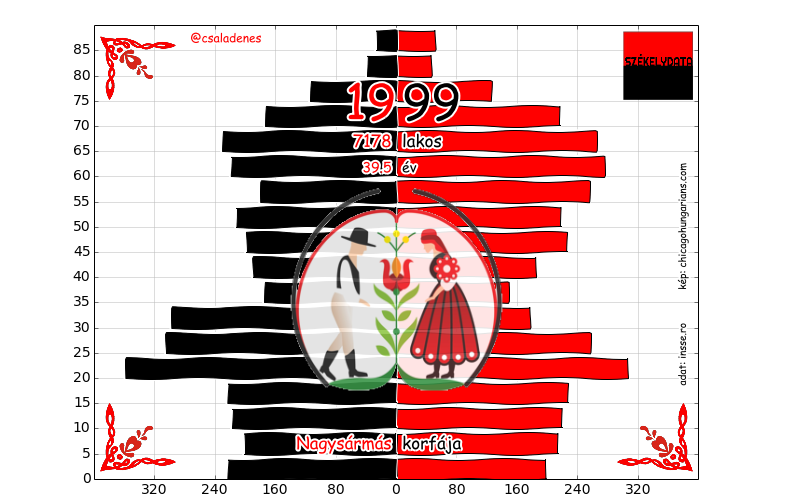 @csaladenes
SZÉKELYDATA
1999
7178 lakos
39.5 év
kép: chicagohungarians.com
adat: insse.ro
Nagysármás korfája
85
80
75
70
65
60
55
50
45
40
35
30
25
20
15
10
5
0
320 240 160 80 0 80 160 240 320